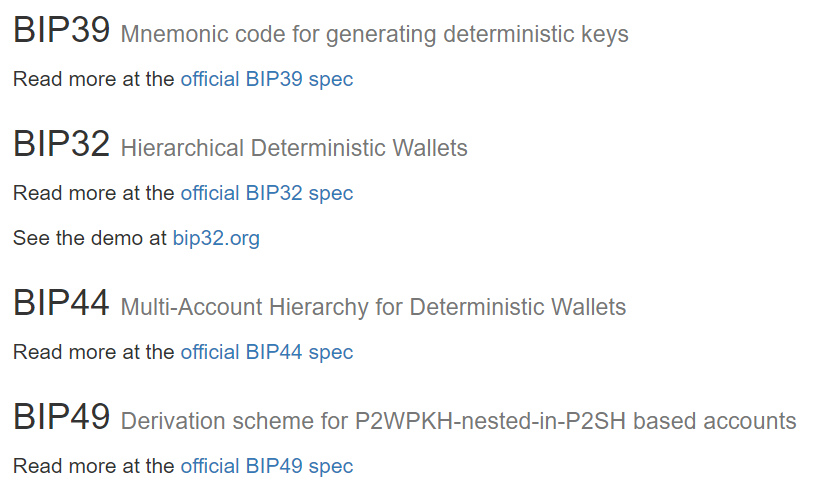 BIP39 Mnemonic code for generating deterministic keys
Read more at the official BIP39 spec
BIP32 Hierarchical Deterministic Wallets
Read more at the official BIP32 spec
See the demo at bip32.org
BIP44 Multi-Account Hierarchy for Deterministic Wallets
Read more at the official BIP44 spec
BIP49 Derivation scheme for P2WPKH-nested-in-P2SH based accounts
Read more at the official BIP49 spec